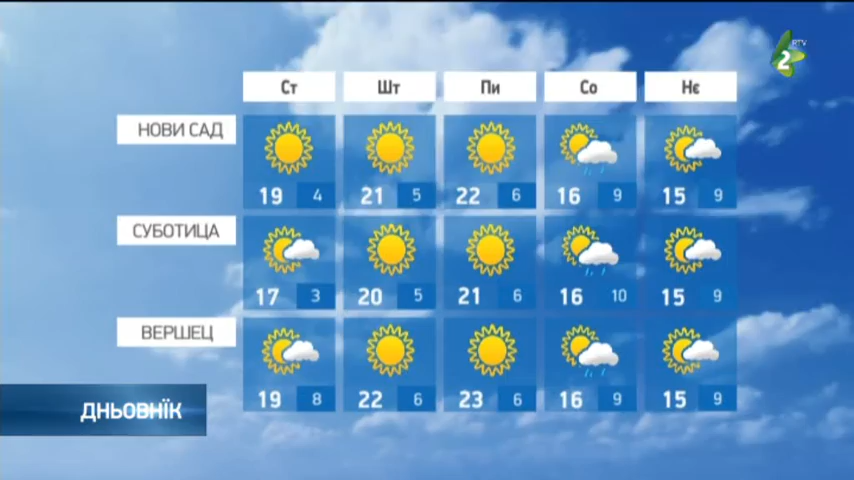 RTV
2
Ст Шт Пи Со Нє
НОВИ САД
19 4 21 5 22 6 16 9 15 9
СУБОТИЦА
17 3 20 5 21 6 16 10 15 9
ВЕРШЕЦ
19 8 22 6 23 6 16 9 15 9
ДНЬОВНЇК